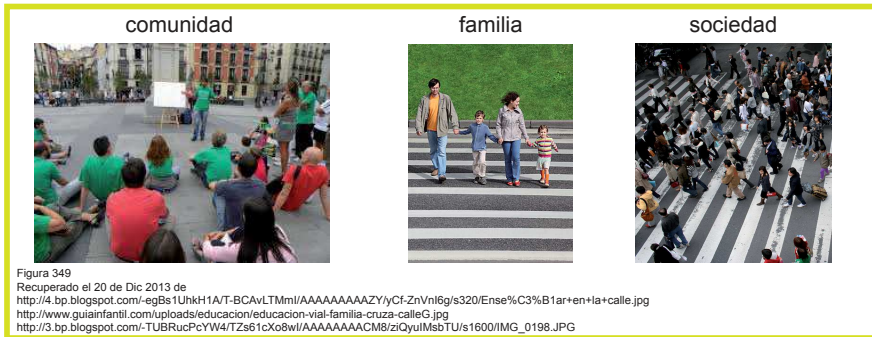 comunidad familia sociedad
Figura 349
Recuperado el 20 de Dic 2013 de
http://4.bp.blogspot.com/-egBs1UhkH1A/T-BCAvLTMmI/AAAAAAAAAZY/yCf-ZnVnI6g/s320/Ense%C3%B1ar+en+la+calle.jpg
http://www.guiainfantil.com/uploads/educacion/educacion-vial-familia-cruza-calleG.jpg
http://3.bp.blogspot.com/-TUBRucPcYW4/TZs61cXo8wI/AAAAAAAACM8/ziQyuIMsbTU/s1600/IMG_0198.JPG